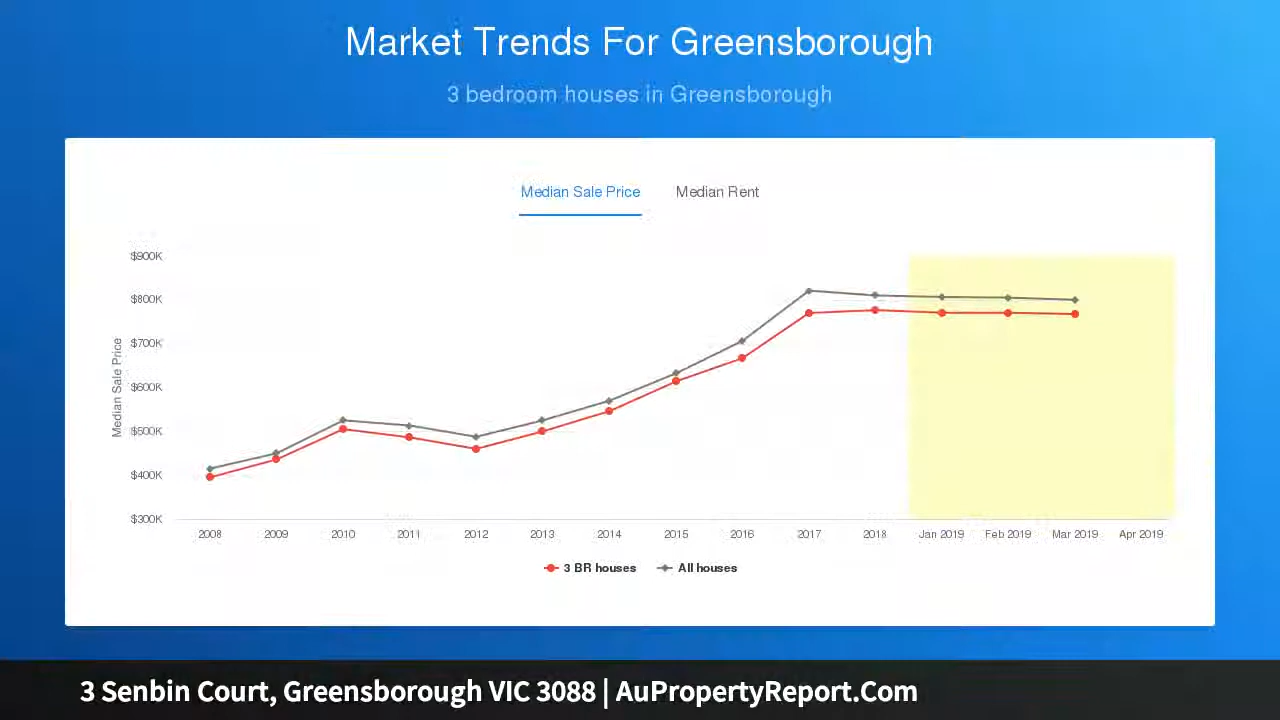 Market Trends For Greensborough
3 bedroom houses in Greensborough
Median Sale Price Median Rent
$900K
$800K
$700K
$600K
$500K
$400K
$300K
Median Sale Price
2008 2009 2010 2011 2012 2013 2014 2015 2016 2017 2018 Jan 2019 Feb 2019 Mar 2019 Apr 2019
3 BR houses All houses
3 Senbin Court, Greensborough VIC 3088 | AuPropertyReport.Com